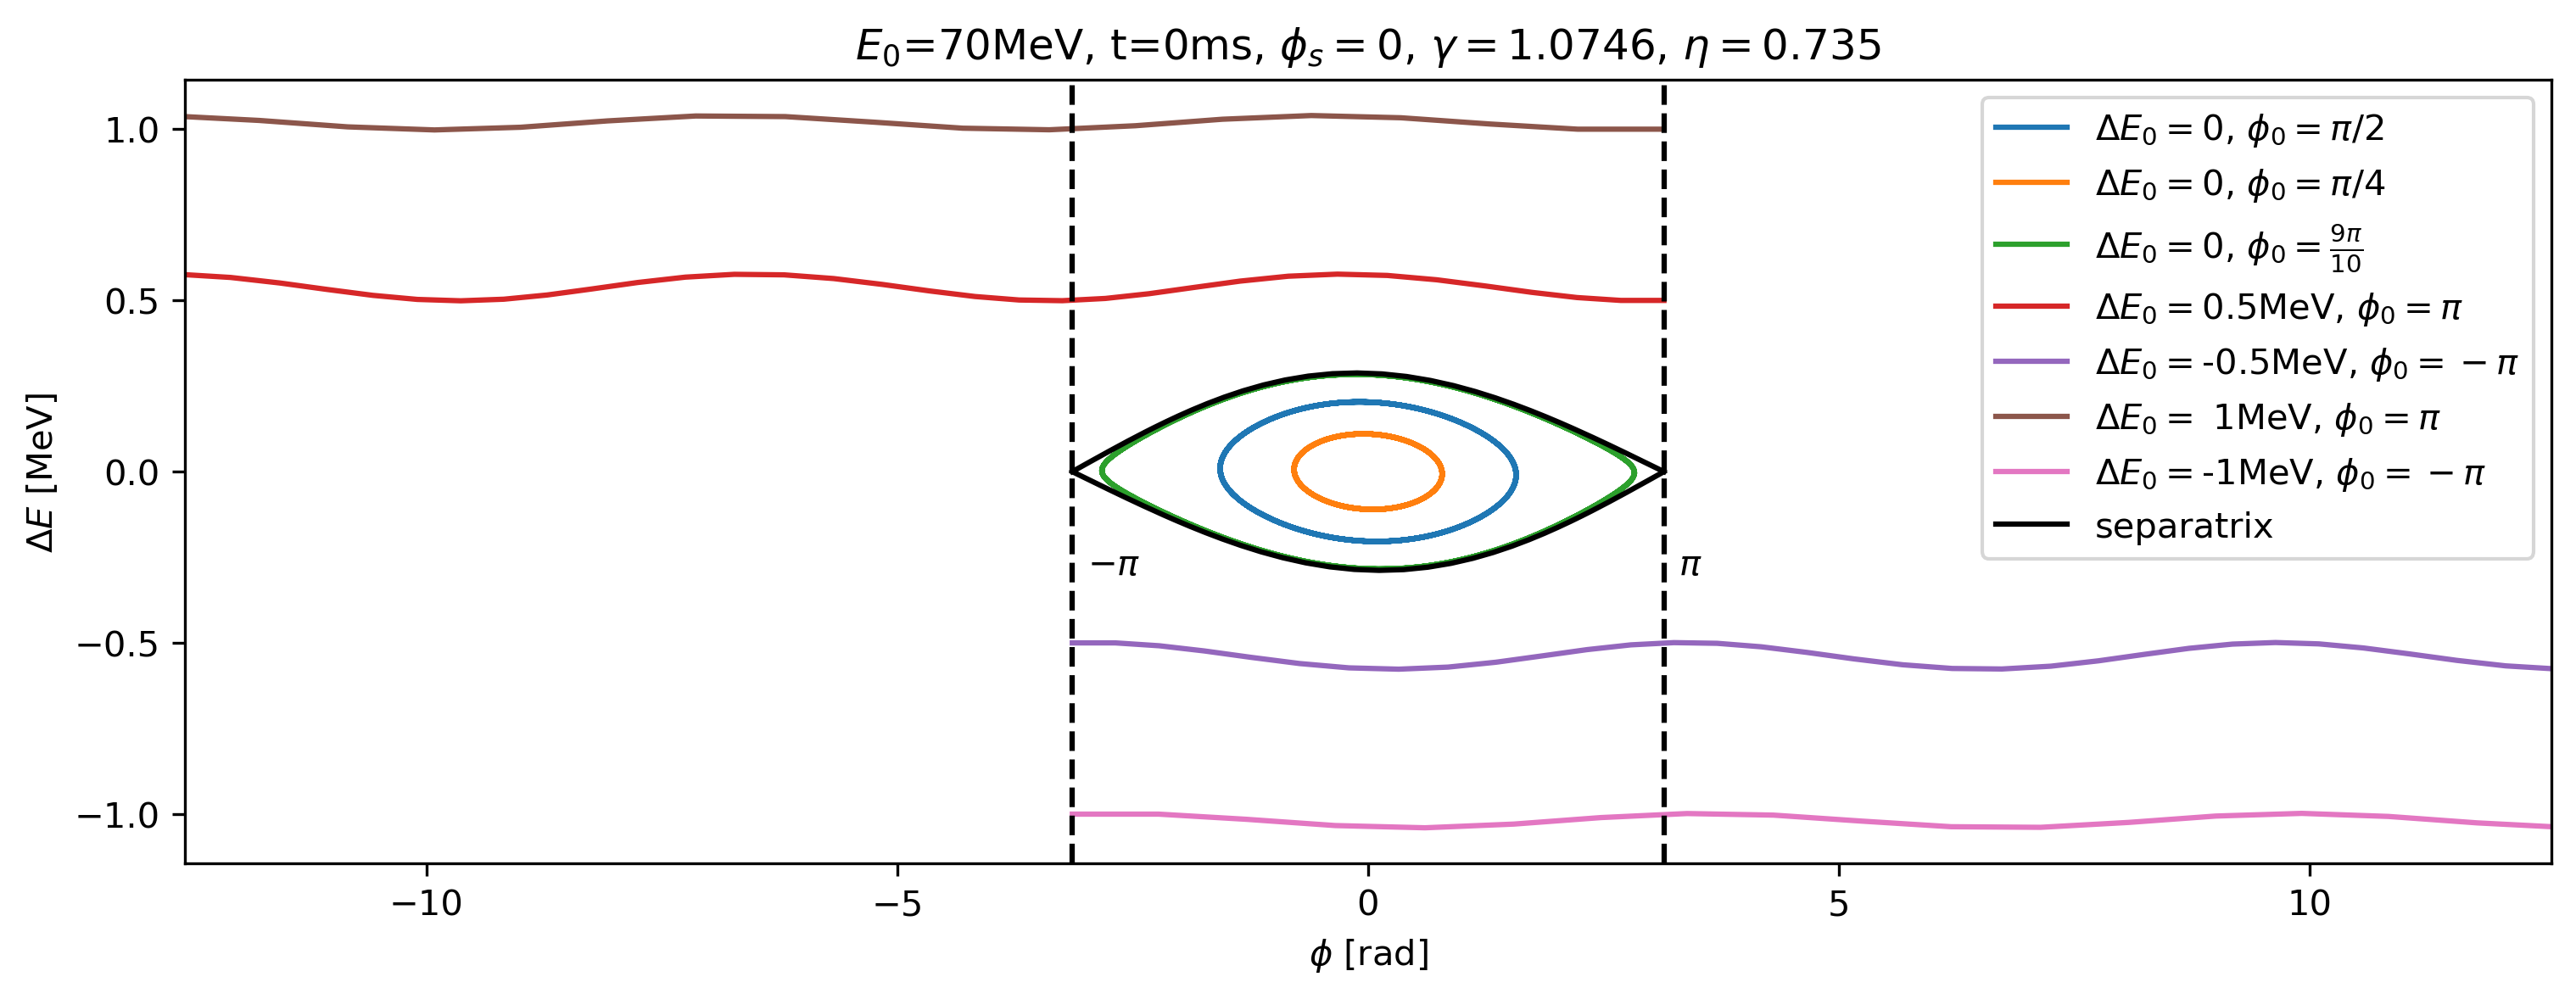 E₀=70MeV, t=0ms, ϕₛ = 0, γ = 1.0746, η = 0.735
1.0
0.5
0.0
−0.5
−1.0
ΔE [MeV]
−π
π
ΔE₀ = 0, ϕ₀ = π/2
ΔE₀ = 0, ϕ₀ = π/4
ΔE₀ = 0, ϕ₀ = 9π/10
ΔE₀ = 0.5MeV, ϕ₀ = π
ΔE₀ = -0.5MeV, ϕ₀ = − π
ΔE₀ = 1MeV, ϕ₀ = π
ΔE₀ = -1MeV, ϕ₀ = − π
separatrix
−10
−5
0
5
10
ϕ [rad]